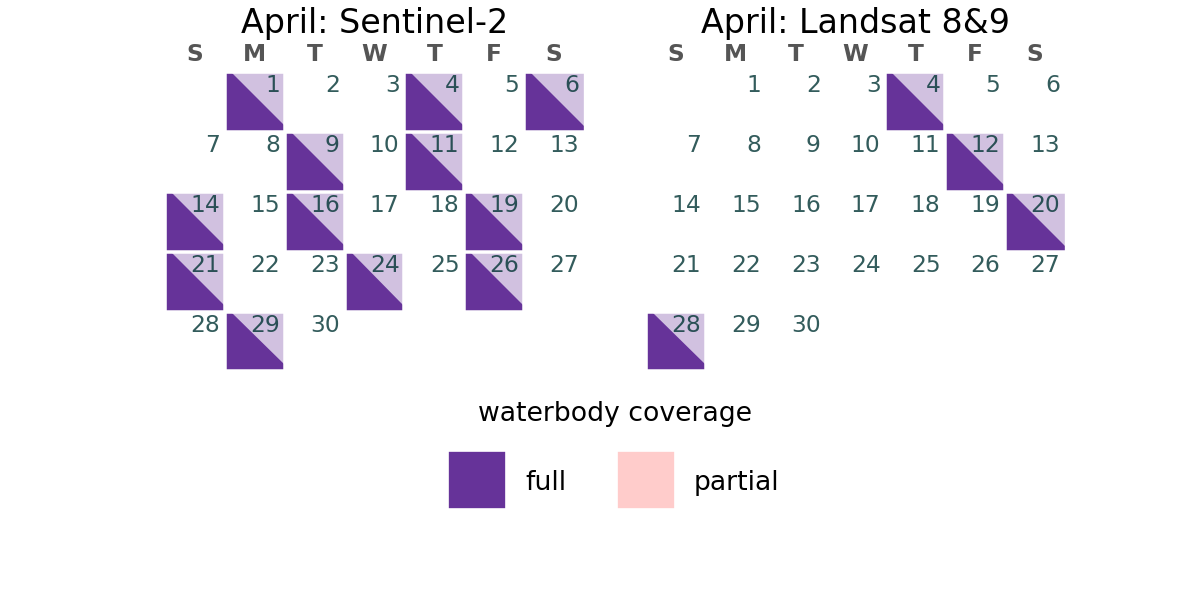 April: Sentinel-2
S M T W T F S
1 2 3 4 5 6
7 8 9 10 11 12 13
14 15 16 17 18 19 20
21 22 23 24 25 26 27
28 29 30
April: Landsat 8&9
S M T W T F S
1 2 3 4 5 6
7 8 9 10 11 12 13
14 15 16 17 18 19 20
21 22 23 24 25 26 27
28 29 30
waterbody coverage
full partial